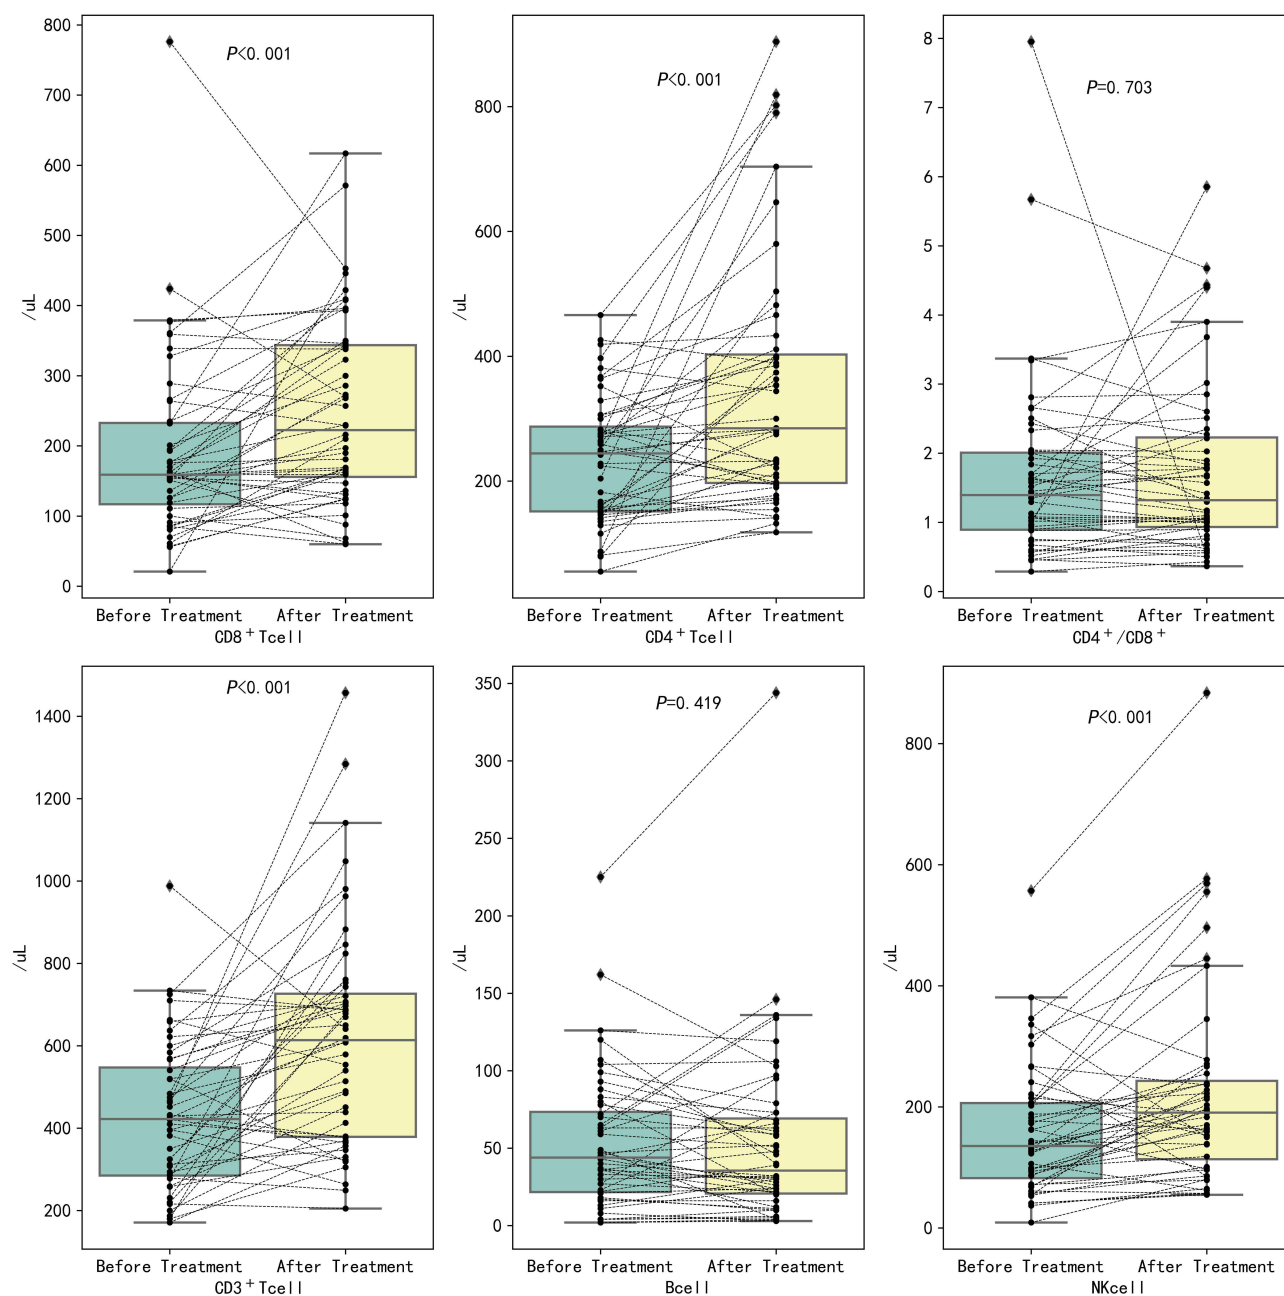 800
700
600
500
400
300
200
100
0
/uL
P<0.001
Before Treatment
After Treatment
CD8+Tcell
800
600
400
200
P<0.001
Before Treatment
After Treatment
CD4+Tcell
8
7
6
5
4
3
2
1
0
P=0.703
Before Treatment
After Treatment
CD4+/CD8+
1400
1200
1000
800
600
400
200
/uL
P<0.001
Before Treatment
After Treatment
CD3+Tcell
350
300
250
200
150
100
50
0
P=0.419
Before Treatment
After Treatment
Bcell
800
600
400
200
0
/uL
P<0.001
Before Treatment
After Treatment
NKcell